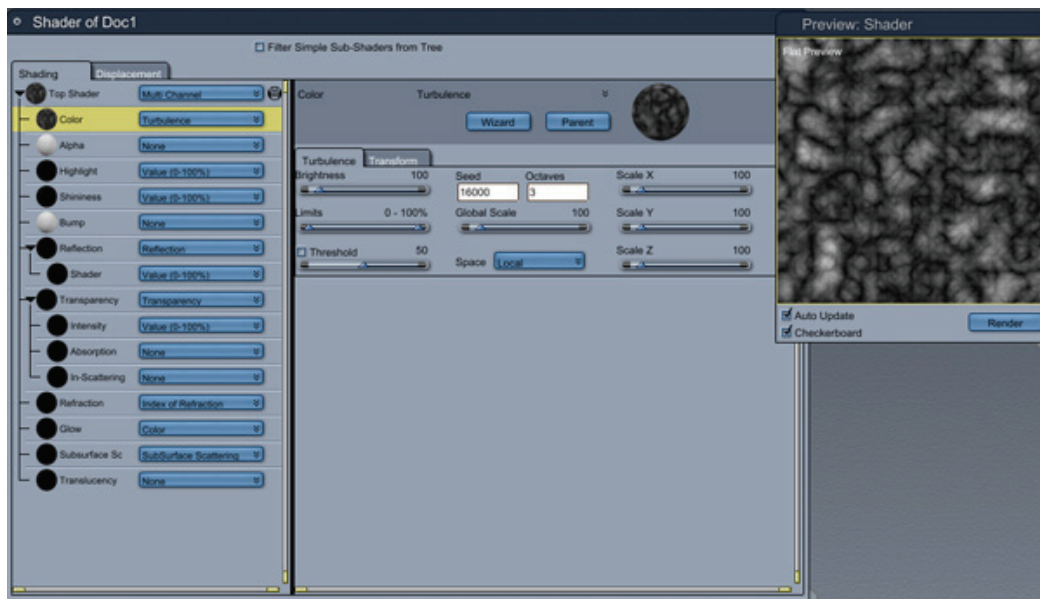 Shader of Doc1
Preview: Shader
Filter Simple Sub-Shaders from Tree
Flat Preview
Shading Displacement
Top Shader Multi Channel
Color Turbulence
Color Turbulence
Wizard Parent
Alpha None
Turbulence Transform
Highlight Value (0-100%)
Brightness 100 Seed Octaves Scale X 100
16000 3
Shininess Value (0-100%)
Limits 0 - 100% Global Scale 100 Scale Y 100
Bump None
Reflection Reflection
Threshold 50 Space Local Scale Z 100
Shader Value (0-100%)
Transparency Transparency
Intensity Value (0-100%)
Auto Update
Render
Checkerboard
Absorption None
In-Scattering None
Refraction Index of Refraction
Glow Color
Subsurface Sc SubSurface Scattering
Translucency None